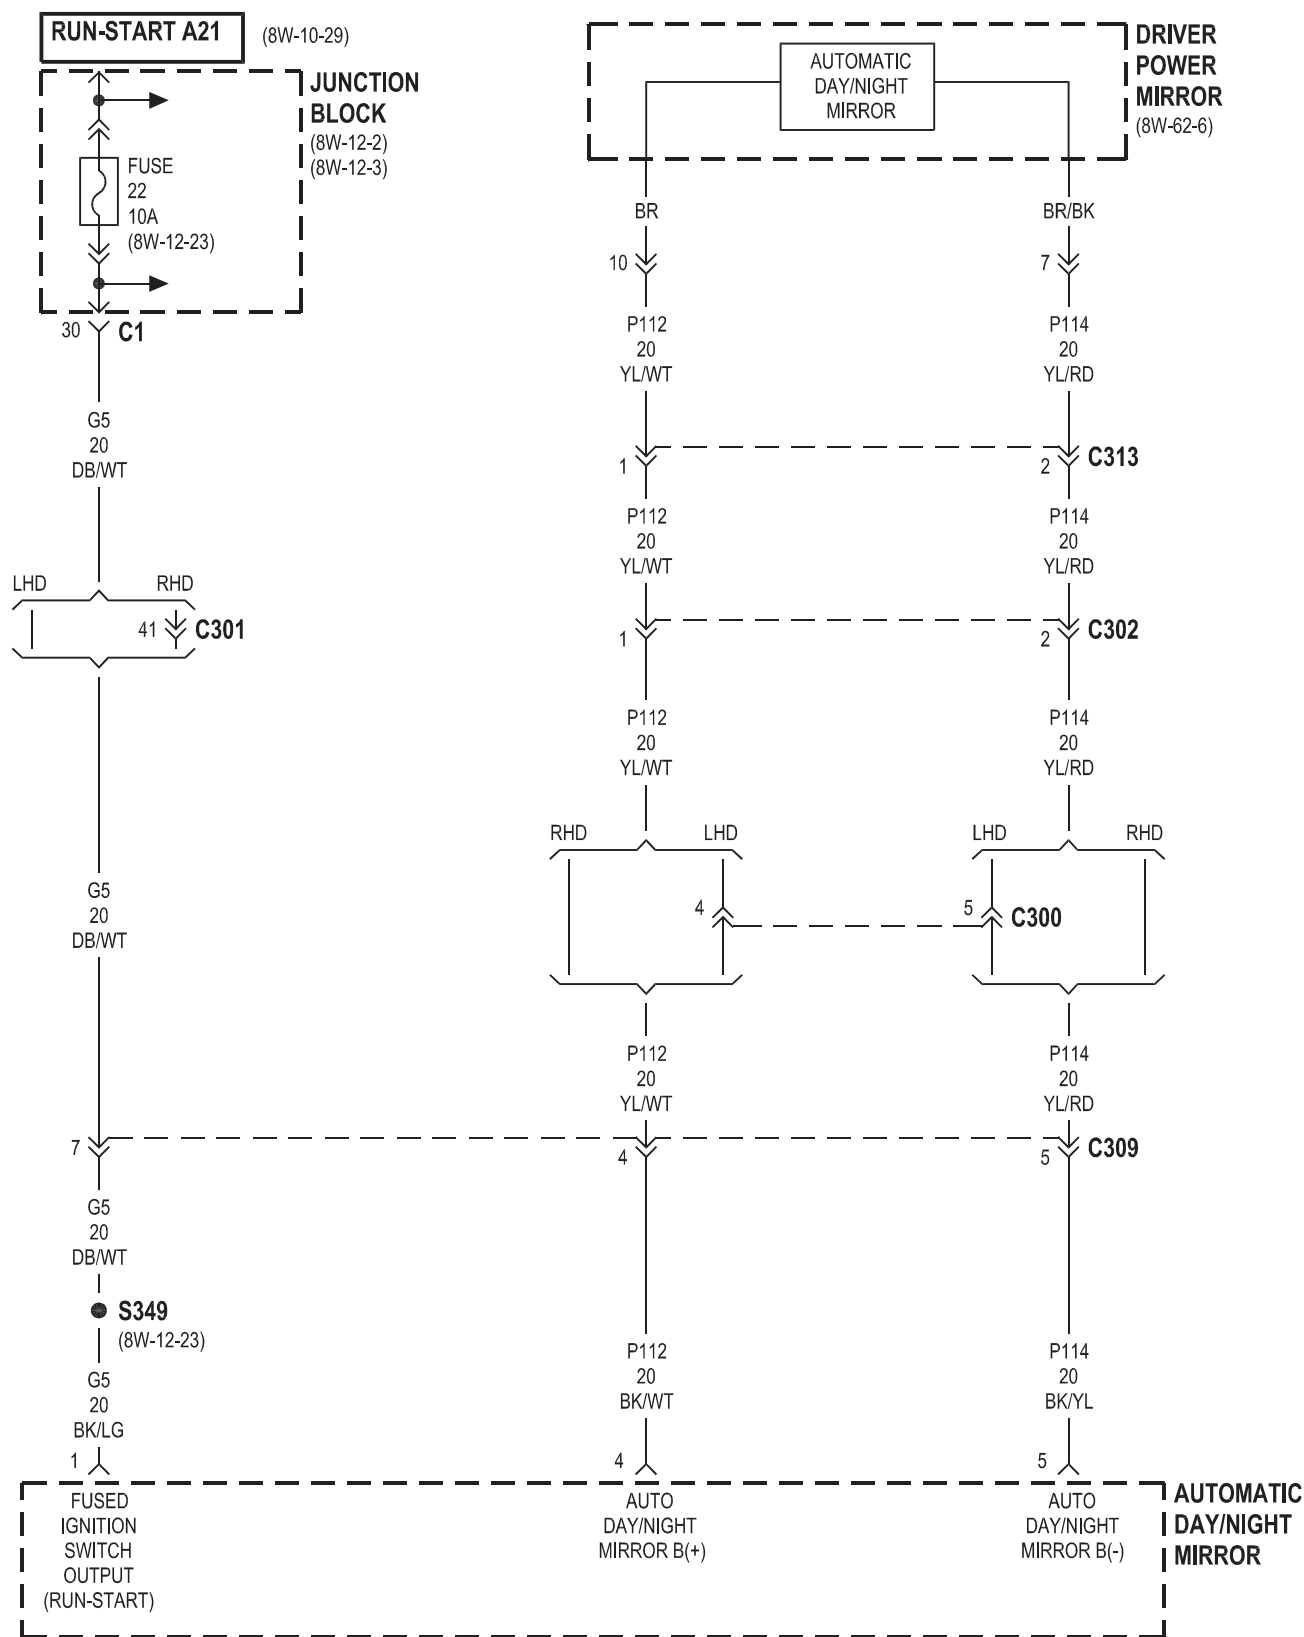 RUN-START A21
(8W-10-29)
JUNCTION
BLOCK
(8W-12-2)
(8W-12-3)
FUSE
22
10A
(8W-12-23)
30
C1
G5
20
DB/WT
LHD
RHD
41
C301
G5
20
DB/WT
7
G5
20
DB/WT
S349
(8W-12-23)
G5
20
BK/LG
1
FUSED
IGNITION
SWITCH
OUTPUT
(RUN-START)
AUTOMATIC
DAY/NIGHT
MIRROR
DRIVER
POWER
MIRROR
(8W-62-6)
BR
BR/BK
10
7
P112
20
YL/WT
P114
20
YL/RD
1
2
C313
P112
20
YL/WT
P114
20
YL/RD
1
2
C302
P112
20
YL/WT
P114
20
YL/RD
RHD
LHD
LHD
RHD
4
5
C300
P112
20
YL/WT
P114
20
YL/RD
4
5
C309
P112
20
BK/WT
P114
20
BK/YL
4
5
AUTO
DAY/NIGHT
MIRROR B(+)
AUTO
DAY/NIGHT
MIRROR B(-)
AUTOMATIC
DAY/NIGHT
MIRROR